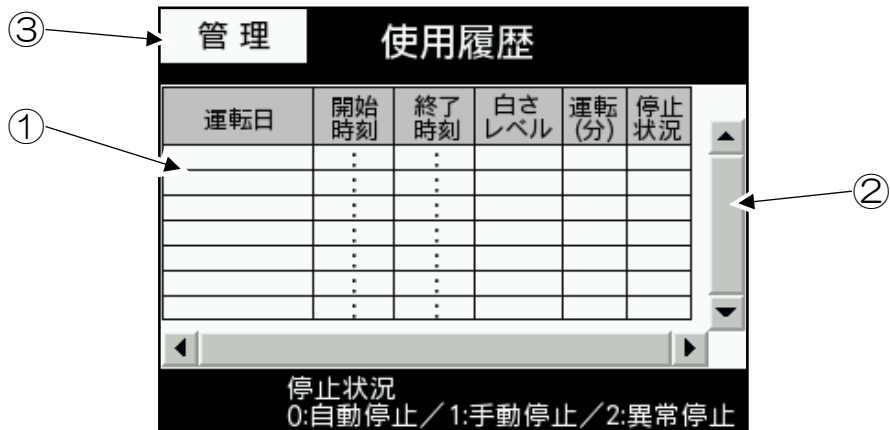 ③
管 理
使用履歴
①
運転日
開始
時刻
終了
時刻
白さ
レベル
運転
(分)
停止
状況
:　:
:　:
:　:
:　:
:　:
:　:
:　:
②
停止状況
0:自動停止／1:手動停止／2:異常停止